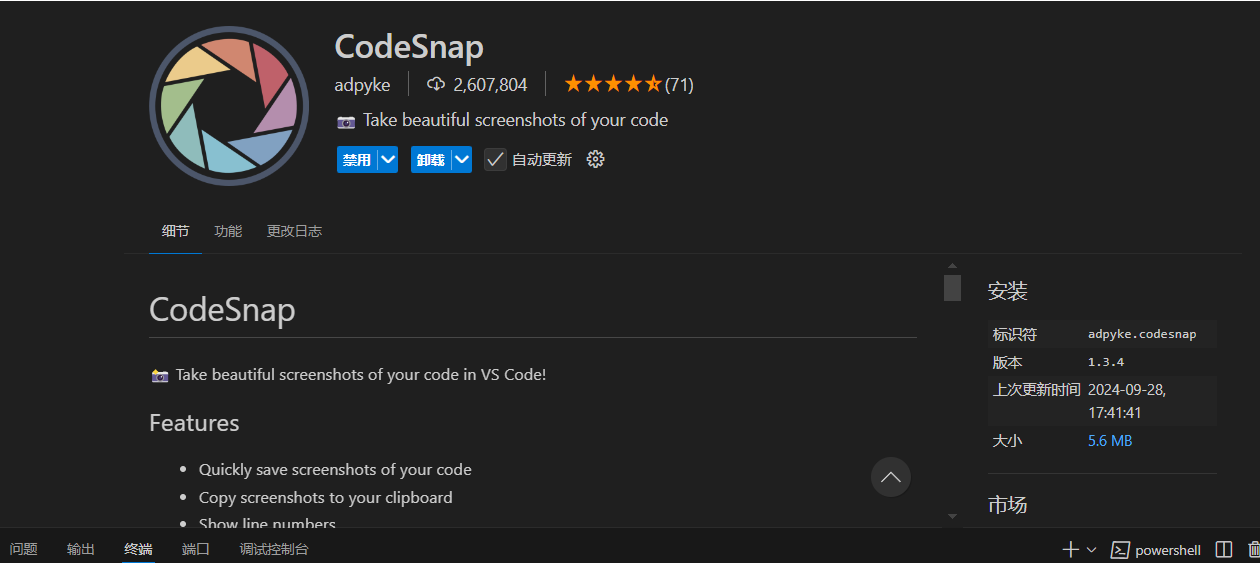 CodeSnap
adpyke 2,607,804 (71)
Take beautiful screenshots of your code
禁用 卸载 自动更新
细节 功能 更改日志
CodeSnap
Take beautiful screenshots of your code in VS Code!
Features
Quickly save screenshots of your code
Copy screenshots to your clipboard
Show line numbers
安装
标识符 adpyke.codesnap
版本 1.3.4
上次更新时间 2024-09-28,
17:41:41
大小 5.6 MB
市场
问题 输出 终端 端口 调试控制台 powershell